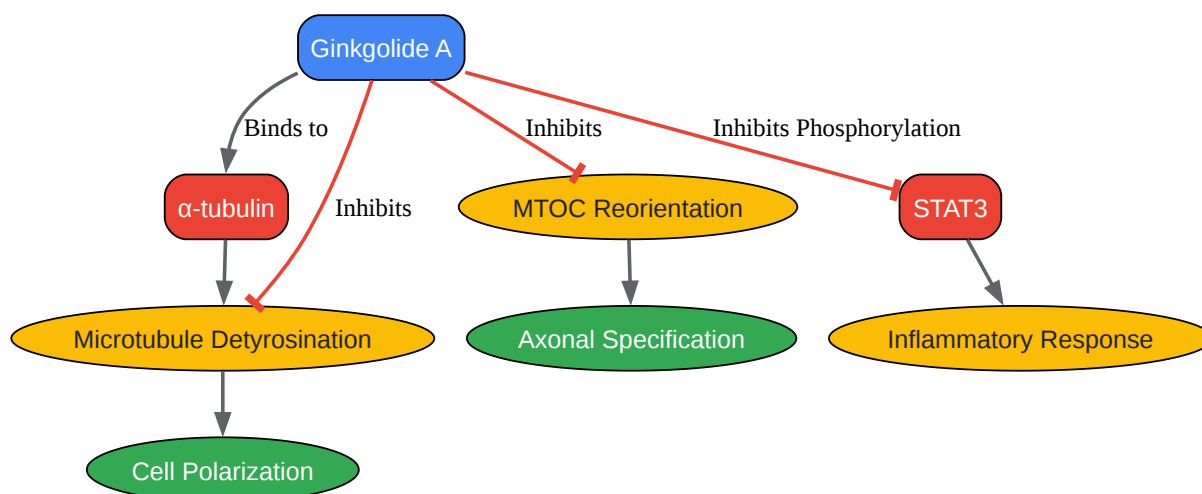 Ginkgolide A
Binds to
Inhibits
Inhibits Phosphorylation
α-tubulin
Inhibits
MTOC Reorientation
STAT3
Microtubule Detyrosination
Axonal Specification
Inflammatory Response
Cell Polarization